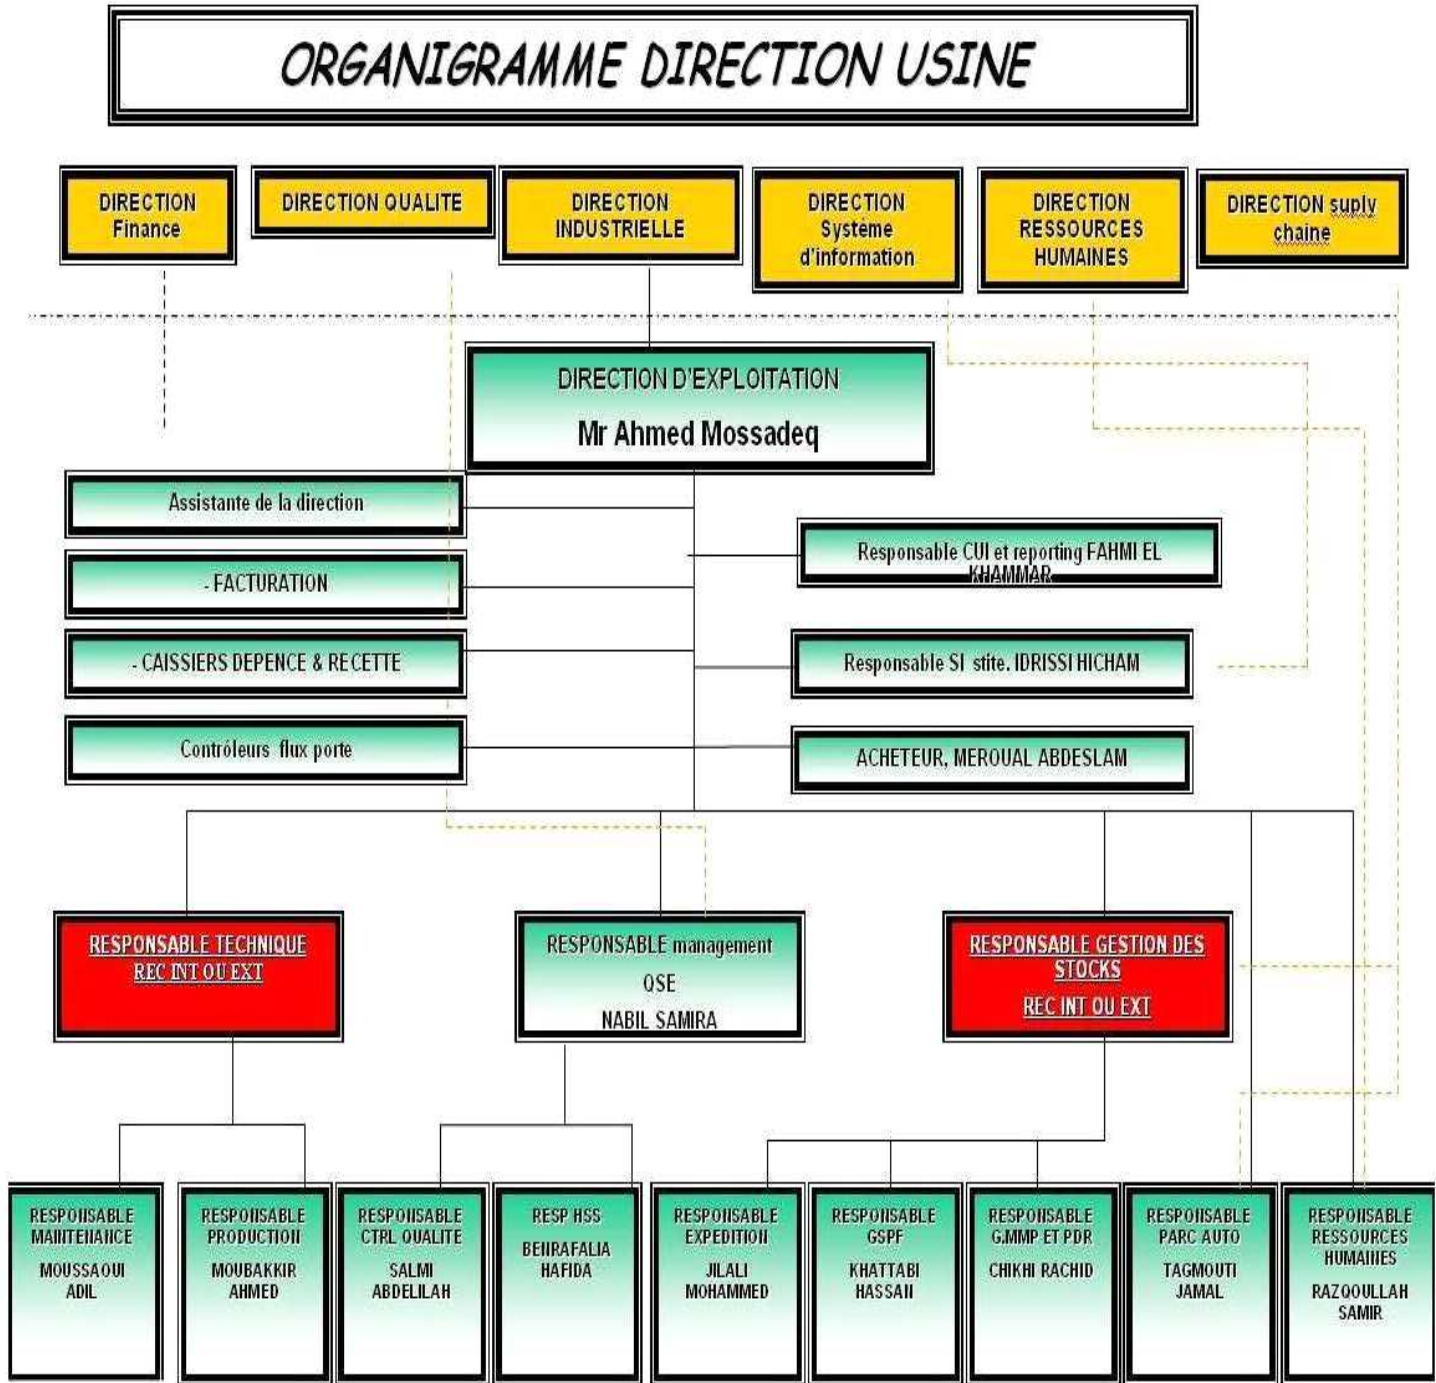 ORGANIGRAMME DIRECTION USINE
DIRECTION
Finance
DIRECTION QUALITE
DIRECTION
INDUSTRIELLE
DIRECTION
Système
d'information
DIRECTION
RESSOURCES
HUMAINES
DIRECTION suply
chaine
DIRECTION D'EXPLOITATION
Mr Ahmed Mossadeq
Assistante de la direction
- FACTURATION
- CAISSIERS DEPENCE & RECETTE
Contrôleurs flux porte
Responsable CUI et reporting FAHMI EL
KHAMMAR
Responsable SI stite. IDRISSI HICHAM
ACHETEUR, MEROUAL ABDESLAM
RESPONSABLE TECHNIQUE
REC INT OU EXT
RESPONSABLE management
QSE
NABIL SAMIRA
RESPONSABLE GESTION DES
STOCKS
REC INT OU EXT
RESPONSABLE
MAINTENANCE
MOUSSAOUI
ADIL
RESPONSABLE
PRODUCTION
MOUBAKKIR
AHMED
RESPONSABLE
CTRL QUALITE
SALMI
ABDELILAH
RESP HSS
BENRAFALIA
HAFIDA
RESPONSABLE
EXPEDITION
JILALI
MOHAMMED
RESPONSABLE
GSPF
KHATTABI
HASSAN
RESPONSABLE
G.MMP ET PDR
CHIKHI RACHID
RESPONSABLE
PARC AUTO
TAGMOUTI
JAMAL
RESPONSABLE
RESSOURCES
HUMAINES
RAZQOULLAH
SAMIR